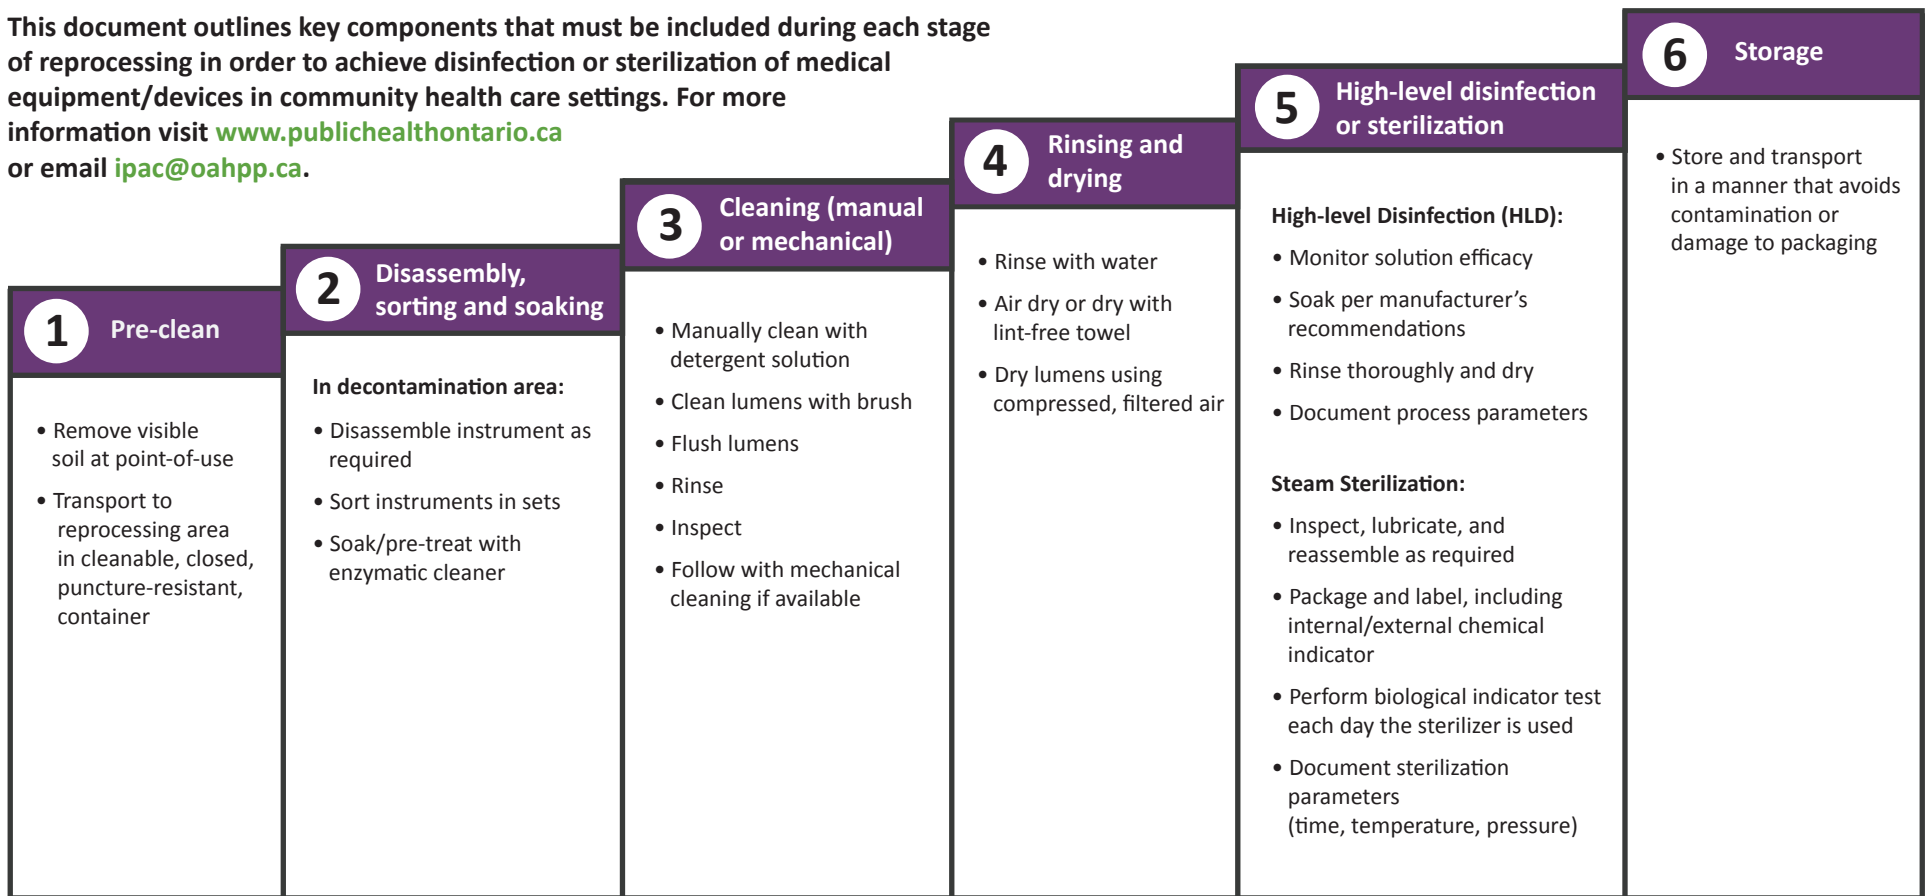 This document outlines key components that must be included during each stage
of reprocessing in order to achieve disinfection or sterilization of medical
equipment/devices in community health care settings. For more
information visit www.publichealthontario.ca
or email ipac@oahpp.ca.
1 Pre-clean
• Remove visible
soil at point-of-use
• Transport to
reprocessing area
in cleanable, closed,
puncture-resistant,
container
2 Disassembly,
sorting and soaking
In decontamination area:
• Disassemble instrument as
required
• Sort instruments in sets
• Soak/pre-treat with
enzymatic cleaner
3 Cleaning (manual
or mechanical)
• Manually clean with
detergent solution
• Clean lumens with brush
• Flush lumens
• Rinse
• Inspect
• Follow with mechanical
cleaning if available
4 Rinsing and
drying
• Rinse with water
• Air dry or dry with
lint-free towel
• Dry lumens using
compressed, filtered air
5 High-level disinfection
or sterilization
High-level Disinfection (HLD):
• Monitor solution efficacy
• Soak per manufacturer’s
recommendations
• Rinse thoroughly and dry
• Document process parameters
Steam Sterilization:
• Inspect, lubricate, and
reassemble as required
• Package and label, including
internal/external chemical
indicator
• Perform biological indicator test
each day the sterilizer is used
• Document sterilization
parameters
(time, temperature, pressure)
6 Storage
• Store and transport
in a manner that avoids
contamination or
damage to packaging